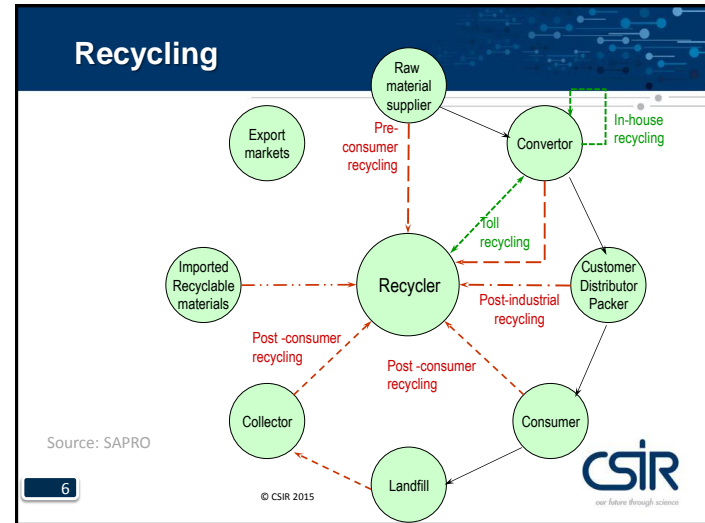 Recycling
Raw
material
supplier
Export
markets
Pre-
consumer
recycling
Convertor
In-house
recycling
Toll
recycling
Imported
Recyclable
materials
Recycler
Customer
Distributor
Packer
Post-industrial
recycling
Post -consumer
recycling
Post -consumer
recycling
Collector
Consumer
Source: SAPRO
Landfill
CSIR
our future through science
6
© CSIR 2015